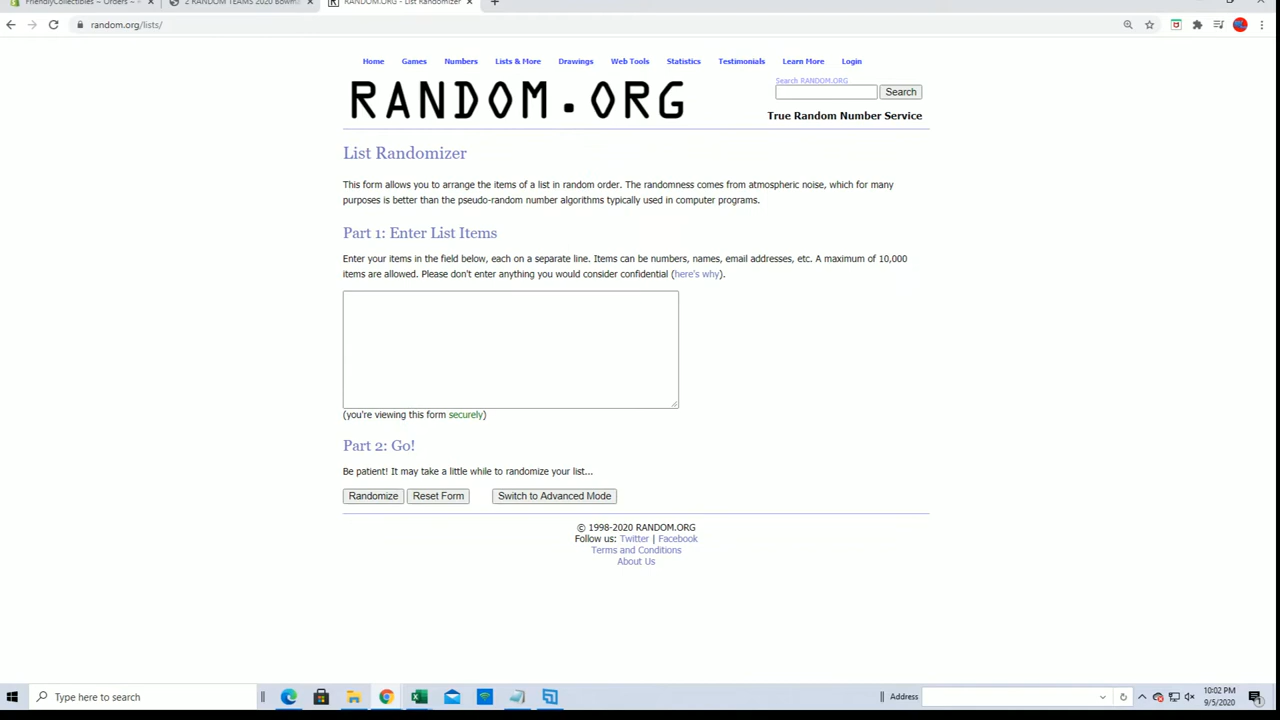 FriendlyCollectibles - Orders -
2 RANDOM TEAMS 2020 Bowm
RANDOM.ORG - List Randomizer
random.org/lists/
Home Games Numbers Lists & More Drawings Web Tools Statistics Testimonials Learn More Login
RANDOM.ORG
Search RANDOM.ORG
Search
True Random Number Service
List Randomizer
This form allows you to arrange the items of a list in random order. The randomness comes from atmospheric noise, which for many
purposes is better than the pseudo-random number algorithms typically used in computer programs.
Part 1: Enter List Items
Enter your items in the field below, each on a separate line. Items can be numbers, names, email addresses, etc. A maximum of 10,000
items are allowed. Please don't enter anything you would consider confidential (here's why).
(you're viewing this form securely)
Part 2: Go!
Be patient! It may take a little while to randomize your list...
Randomize Reset Form Switch to Advanced Mode
© 1998-2020 RANDOM.ORG
Follow us: Twitter | Facebook
Terms and Conditions
About Us
Type here to search
Address
10:02 PM
9/5/2020